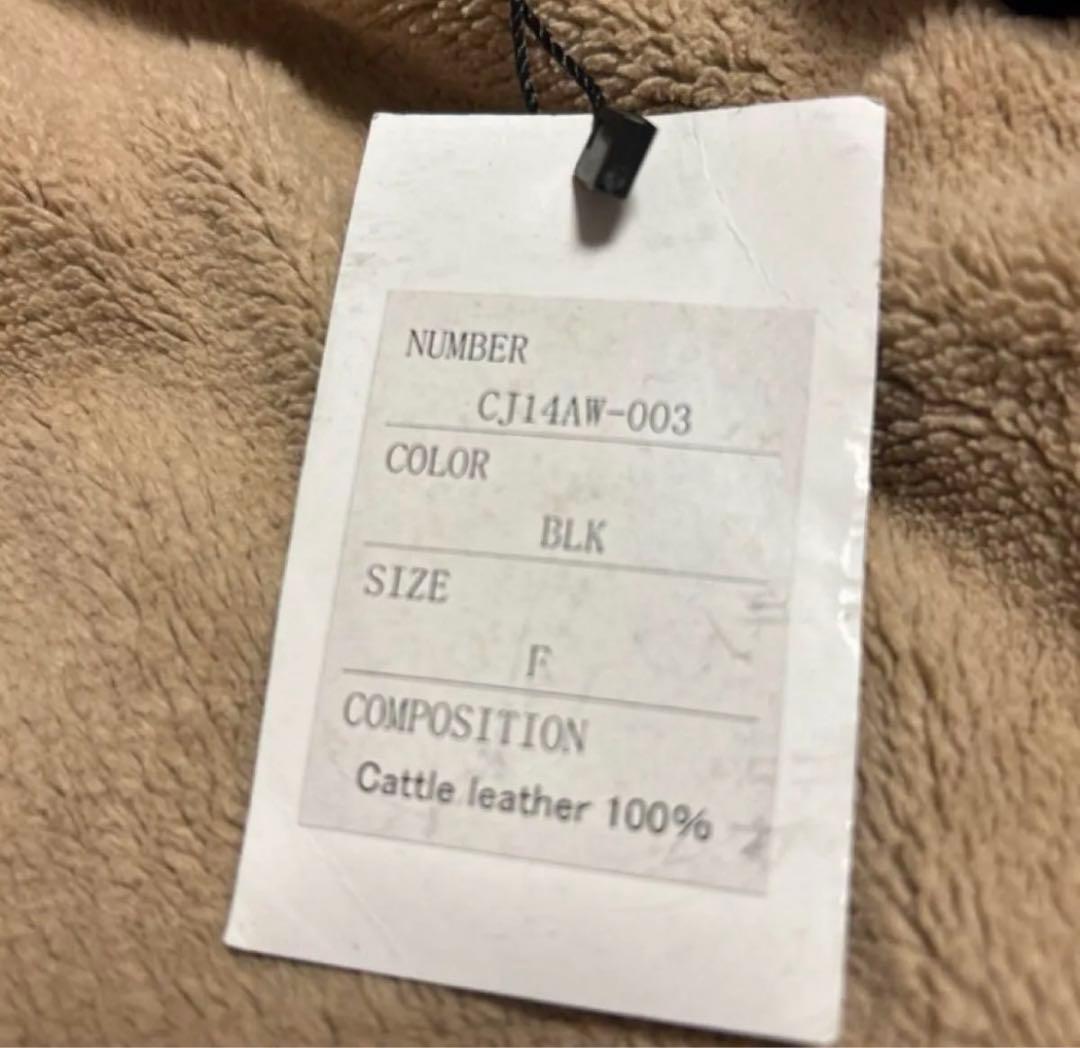 NUMBER
CJ14AW-003
COLOR
BLK
SIZE
F
COMPOSITION
Cattle leather 100%